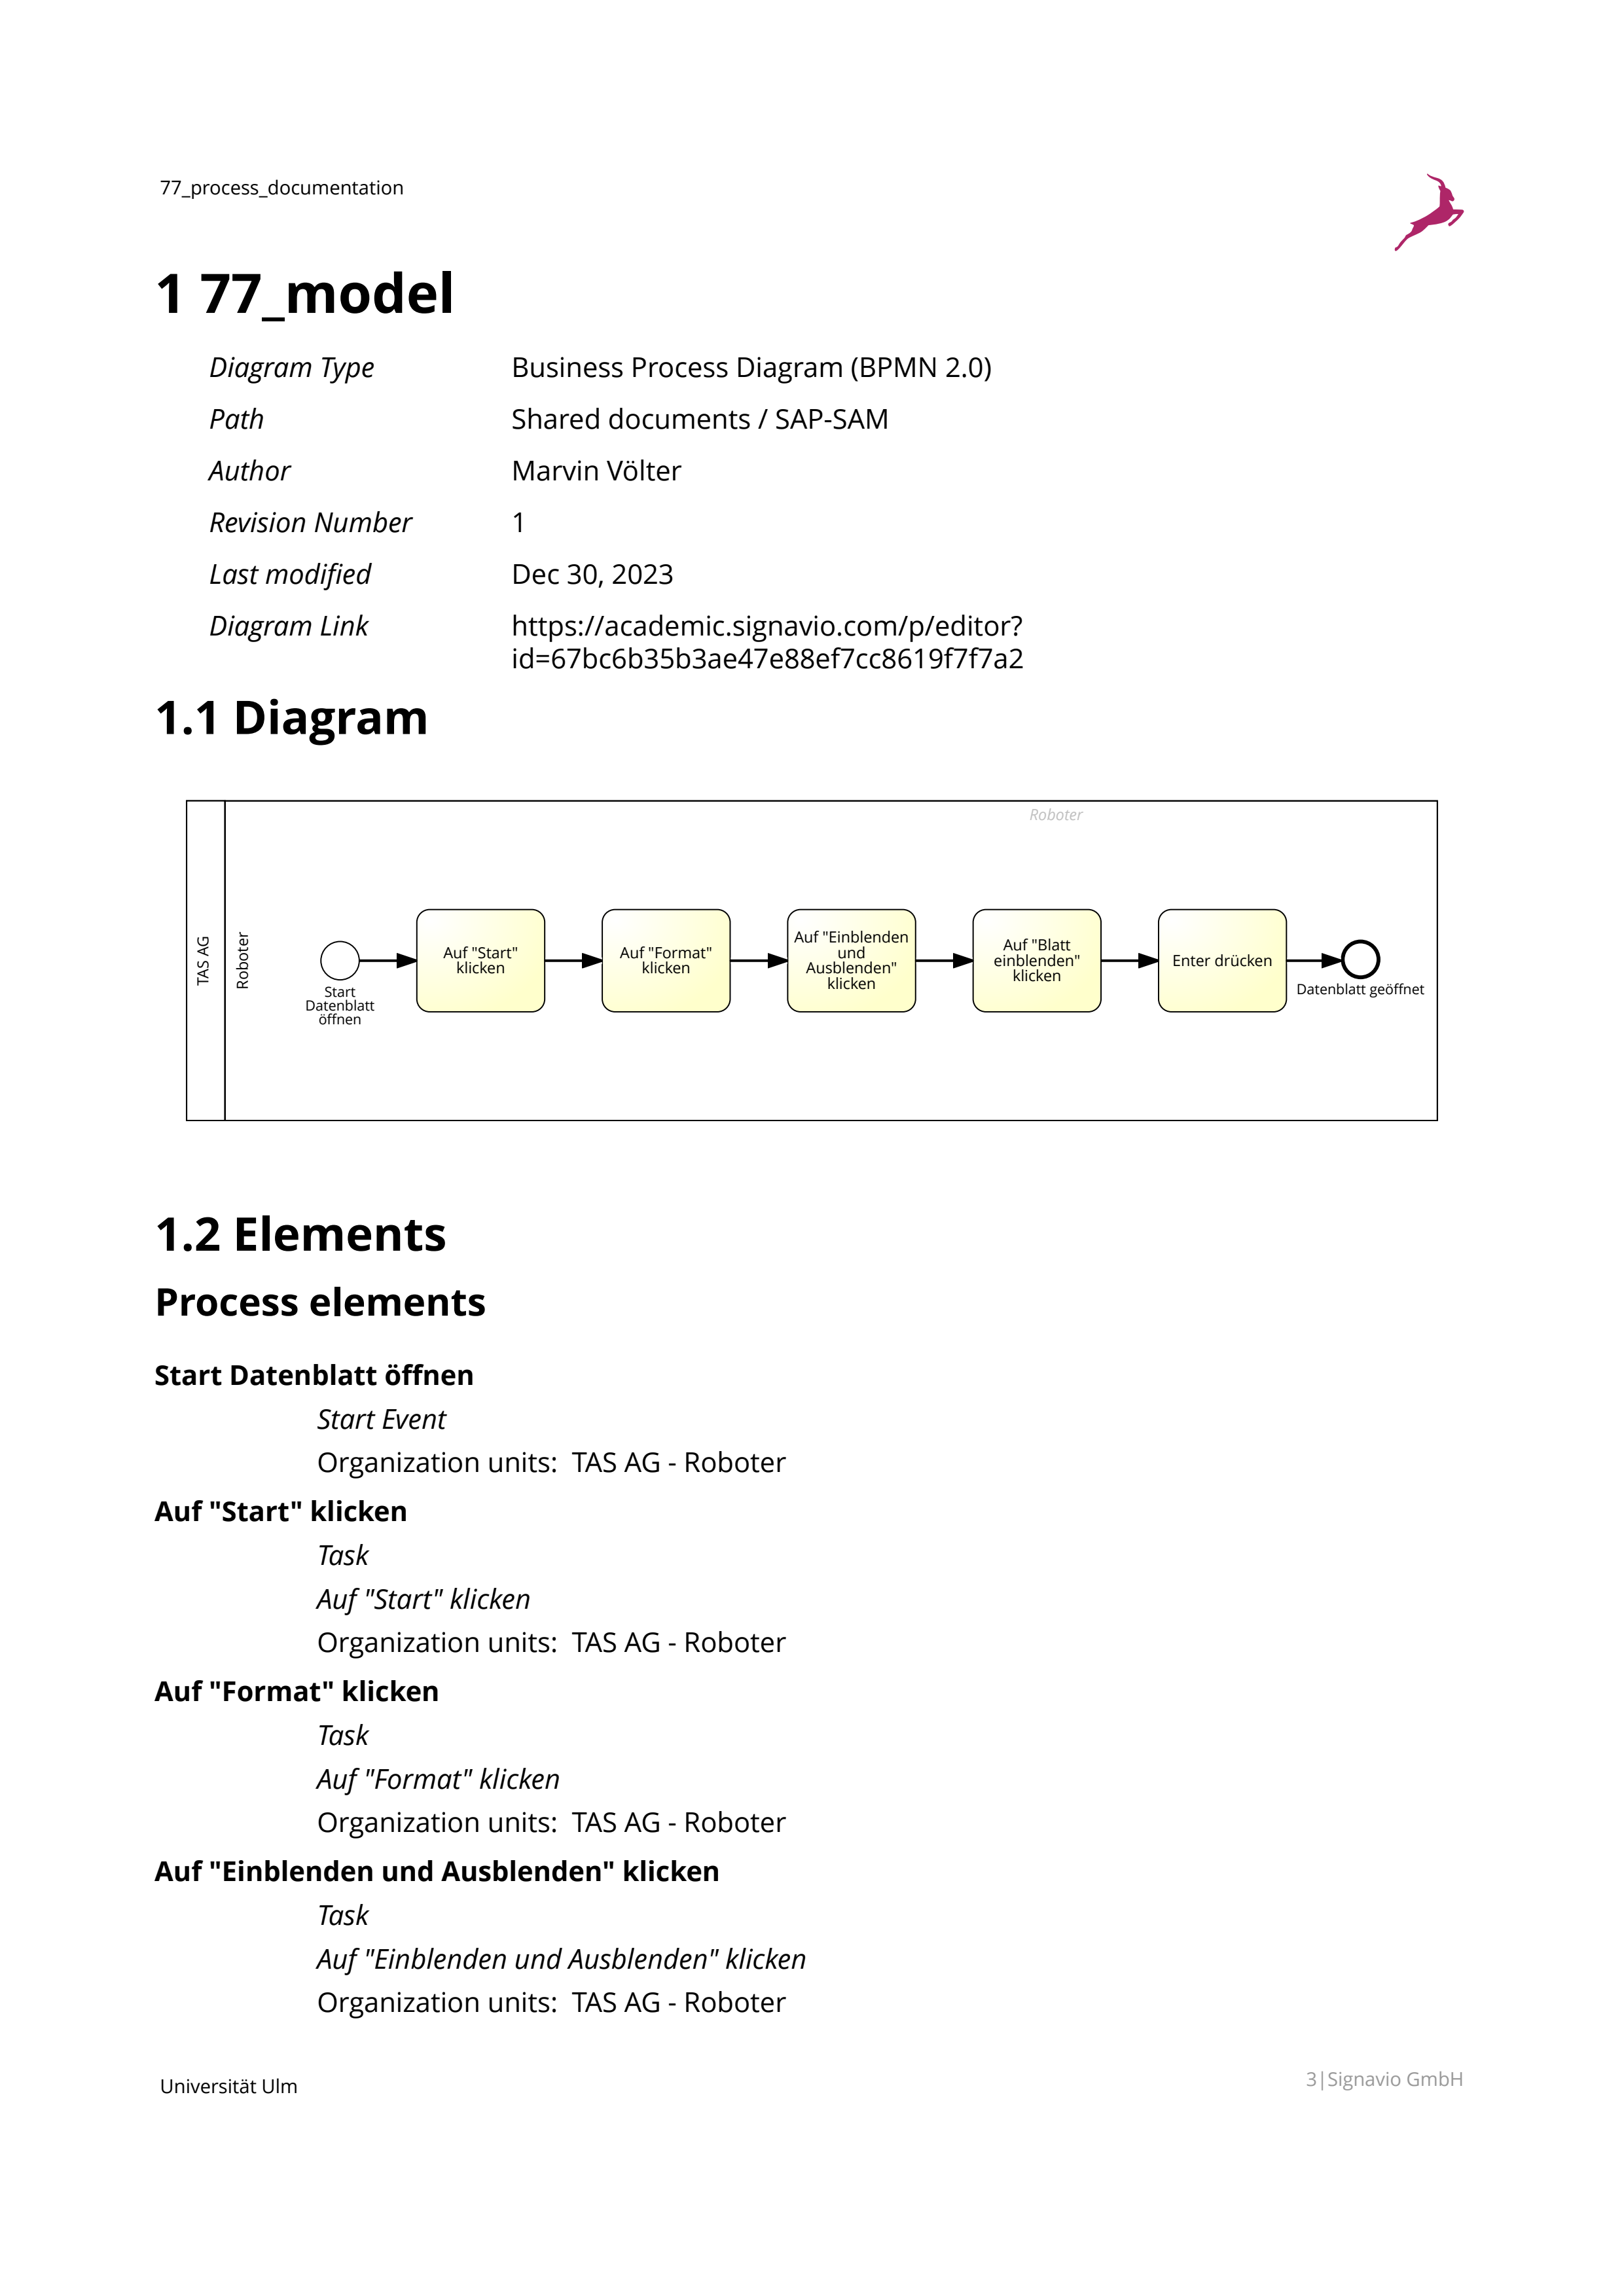 77_process_documentation
1 77_model
Diagram Type Business Process Diagram (BPMN 2.0)
Path Shared documents / SAP-SAM
Author Marvin Völter
Revision Number 1
Last modified Dec 30, 2023
Diagram Link https://academic.signavio.com/p/editor?
id=67bc6b35b3ae47e88ef7cc8619f7f7a2
1.1 Diagram
TAS AG
Roboter
Roboter
Start
Datenblatt
öffnen
Auf "Start"
klicken
Auf "Format"
klicken
Auf "Einblenden
und
Ausblenden"
klicken
Auf "Blatt
einblenden"
klicken
Enter drücken
Datenblatt geöffnet
1.2 Elements
Process elements
Start Datenblatt öffnen
Start Event
Organization units: TAS AG - Roboter
Auf "Start" klicken
Task
Auf "Start" klicken
Organization units: TAS AG - Roboter
Auf "Format" klicken
Task
Auf "Format" klicken
Organization units: TAS AG - Roboter
Auf "Einblenden und Ausblenden" klicken
Task
Auf "Einblenden und Ausblenden" klicken
Organization units: TAS AG - Roboter
Universität Ulm
3|Signavio GmbH